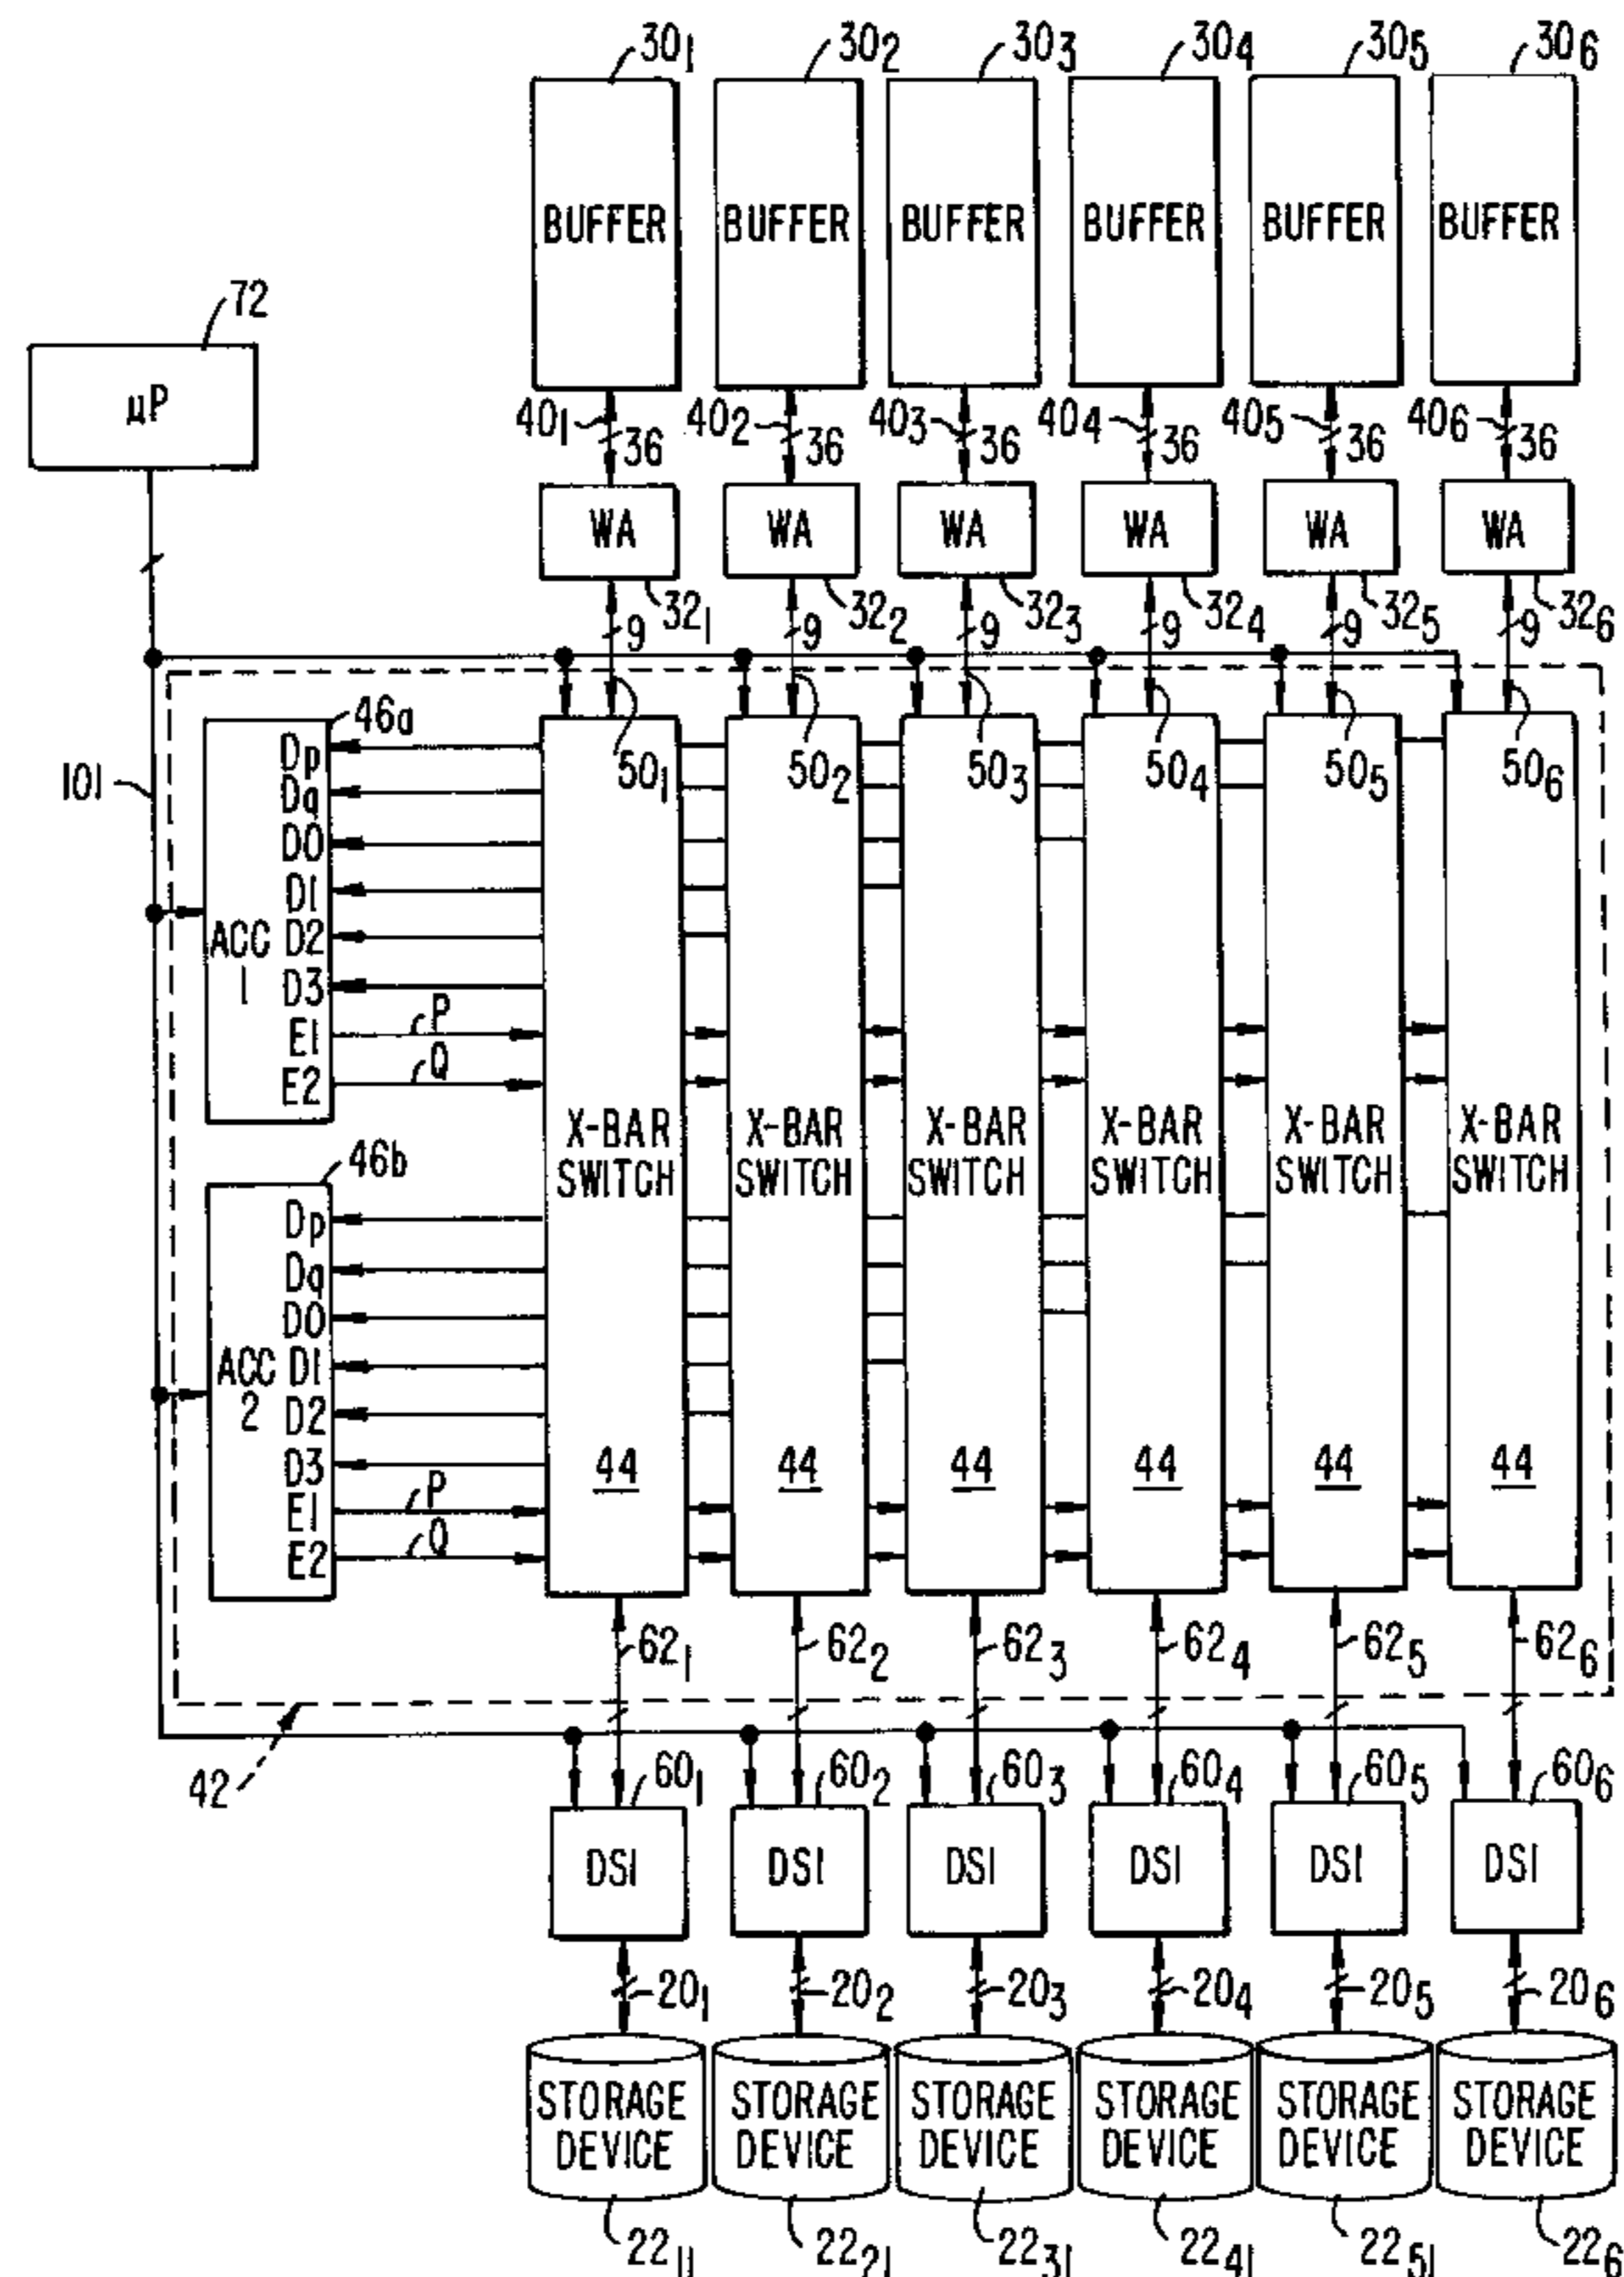 30₁ 30₂ 30₃ 30₄ 30₅ 30₆
BUFFER BUFFER BUFFER BUFFER BUFFER BUFFER
72
µP
40₁ 36 40₂ 36 40₃ 36 40₄ 36 40₅ 36 40₆ 36
WA WA WA WA WA WA
32₁ 32₂ 32₃ 32₄ 32₅ 32₆
9 9 9 9 9 9
46a
101
50₁ 50₂ 50₃ 50₄ 50₅ 50₆
Dp
Dq
D0
D1
ACC D2
1 D3
E1 P
E2 Q
X-BAR X-BAR X-BAR X-BAR X-BAR X-BAR
SWITCH SWITCH SWITCH SWITCH SWITCH SWITCH
46b
Dp
Dq
D0
ACC D1
2 D2
D3
44 44 44 44 44 44
E1 P
E2 Q
62₁ 62₂ 62₃ 62₄ 62₅ 62₆
42
60₁ 60₂ 60₃ 60₄ 60₅ 60₆
DSI DSI DSI DSI DSI DSI
20₁ 20₂ 20₃ 20₄ 20₅ 20₆
STORAGE STORAGE STORAGE STORAGE STORAGE STORAGE
DEVICE DEVICE DEVICE DEVICE DEVICE DEVICE
22₁₁ 22₂₁ 22₃₁ 22₄₁ 22₅₁ 22₆